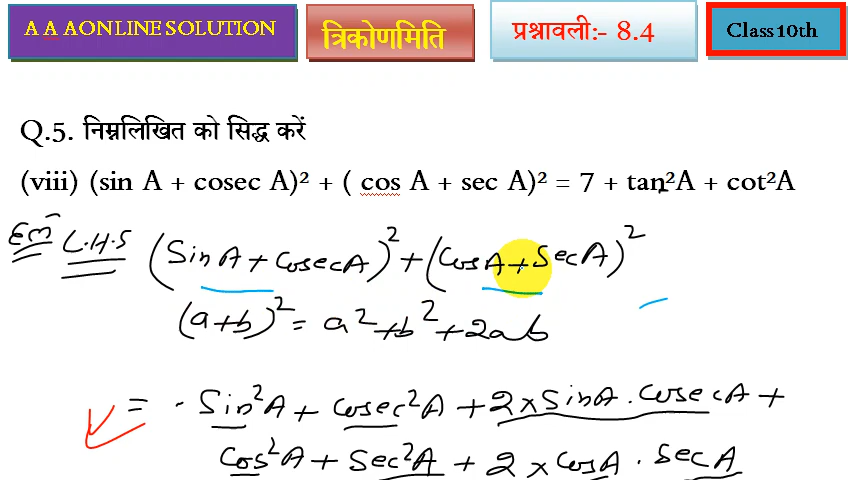 A A AONLINE SOLUTION
त्रिकोणमिति
प्रश्नावली:- 8.4
Class 10th
Q.5. निम्नलिखित को सिद्ध करें
(viii) (sin A + cosec A)² + ( cos A + sec A)² = 7 + tan²A + cot²A
L.H.S (SinA + CosecA)² + (CosA + SecA)²
(a+b)² = a² + b² + 2ab
= Sin²A + Cosec²A + 2×SinA . CosecA +
Cos²A + Sec²A + 2 × CosA . SecA